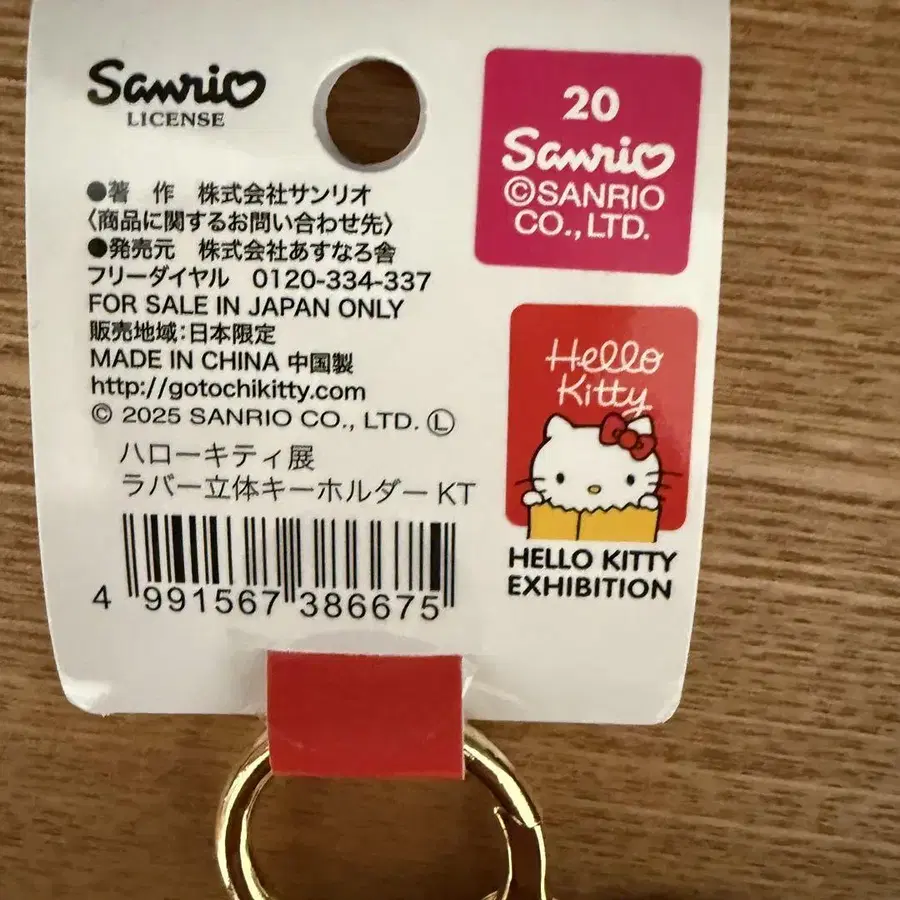 Sanrio
LICENSE
●著 作 株式会社サンリオ
〈商品に関するお問い合わせ先〉
●発売元 株式会社あすなろ舎
フリーダイヤル 0120-334-337
FOR SALE IN JAPAN ONLY
販売地域:日本限定
MADE IN CHINA 中国製
http://gotochikitty.com
© 2025 SANRIO CO., LTD. Ⓛ
ハローキティ展
ラバー立体キーホルダー KT
4 991567 386675
20
Sanrio
©SANRIO
CO., LTD.
Hello
Kitty
HELLO KITTY
EXHIBITION